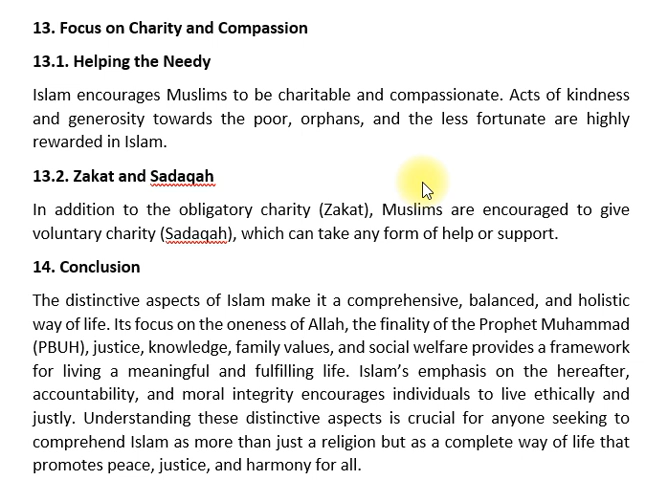 13. Focus on Charity and Compassion
13.1. Helping the Needy
Islam encourages Muslims to be charitable and compassionate. Acts of kindness
and generosity towards the poor, orphans, and the less fortunate are highly
rewarded in Islam.
13.2. Zakat and Sadaqah
In addition to the obligatory charity (Zakat), Muslims are encouraged to give
voluntary charity (Sadaqah), which can take any form of help or support.
14. Conclusion
The distinctive aspects of Islam make it a comprehensive, balanced, and holistic
way of life. Its focus on the oneness of Allah, the finality of the Prophet Muhammad
(PBUH), justice, knowledge, family values, and social welfare provides a framework
for living a meaningful and fulfilling life. Islam’s emphasis on the hereafter,
accountability, and moral integrity encourages individuals to live ethically and
justly. Understanding these distinctive aspects is crucial for anyone seeking to
comprehend Islam as more than just a religion but as a complete way of life that
promotes peace, justice, and harmony for all.